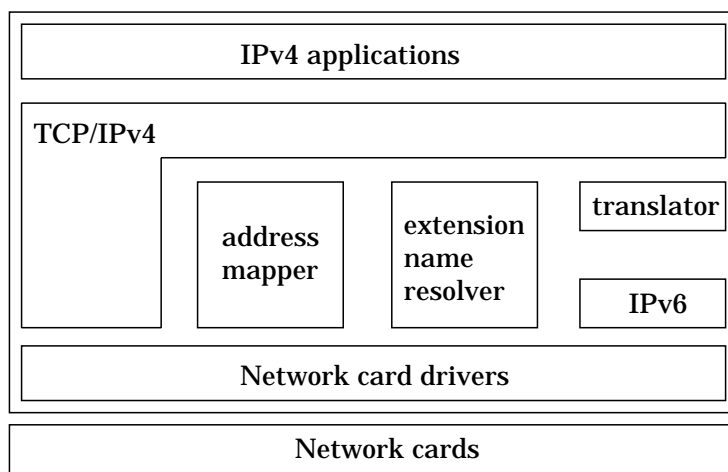 IPv4 applications
TCP/IPv4
address
mapper
extension
name
resolver
translator
IPv6
Network card drivers
Network cards